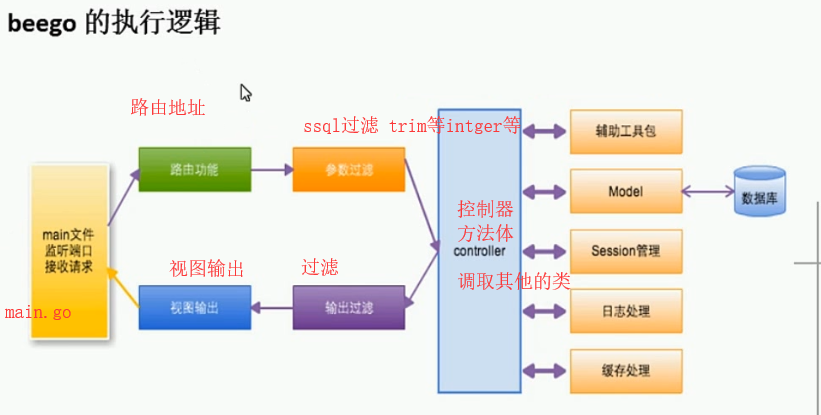 beego 的执行逻辑
路由地址
ssql过滤 trim等intger等
路由功能
参数过滤
辅助工具包
main文件
监听端口
接收请求
控制器
方法体
controller
Model
数据库
Session管理
视图输出
过滤
调取其他的类
main.go
视图输出
输出过滤
日志处理
缓存处理